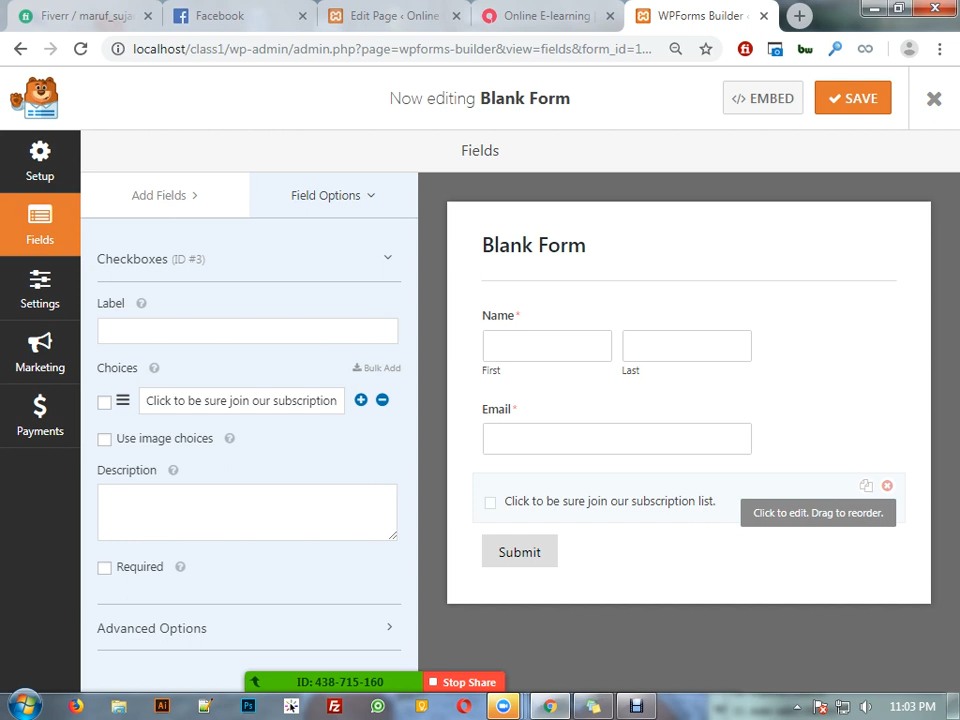 Fiverr / maruf_suja
Facebook
Edit Page ‹ Online
Online E-learning
WPForms Builder ‹
localhost/class1/wp-admin/admin.php?page=wpforms-builder&view=fields&form_id=1...
fi
bw
Now editing Blank Form
</> EMBED
SAVE
Setup
Fields
Settings
Marketing
Payments
Fields
Add Fields
Field Options
Checkboxes (ID #3)
Label
Choices
Bulk Add
Click to be sure join our subscription
Use image choices
Description
Required
Advanced Options
Blank Form
Name*
First
Last
Email*
Click to be sure join our subscription list.
Click to edit. Drag to reorder.
Submit
ID: 438-715-160
Stop Share
Ai
Ps
11:03 PM